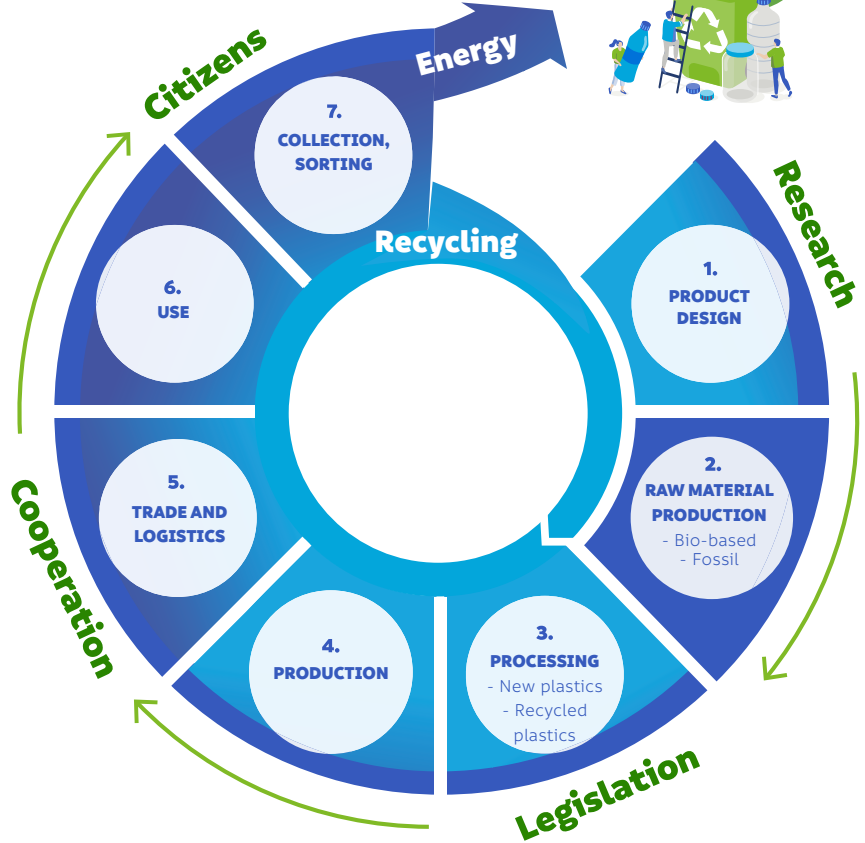 Energy
Citizens
7.
COLLECTION,
SORTING
Recycling
Research
1.
PRODUCT
DESIGN
6.
USE
2.
RAW MATERIAL
PRODUCTION
- Bio-based
- Fossil
5.
TRADE AND
LOGISTICS
Cooperation
3.
PROCESSING
- New plastics
- Recycled
plastics
4.
PRODUCTION
Legislation